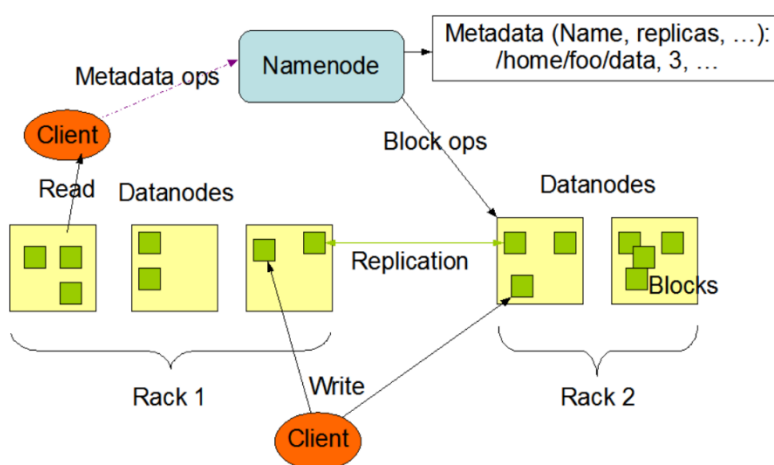 Metadata (Name, replicas, …):
/home/foo/data, 3, …
Namenode
Metadata ops
Client
Block ops
Read
Datanodes
Datanodes
Replication
Blocks
Rack 1
Write
Rack 2
Client